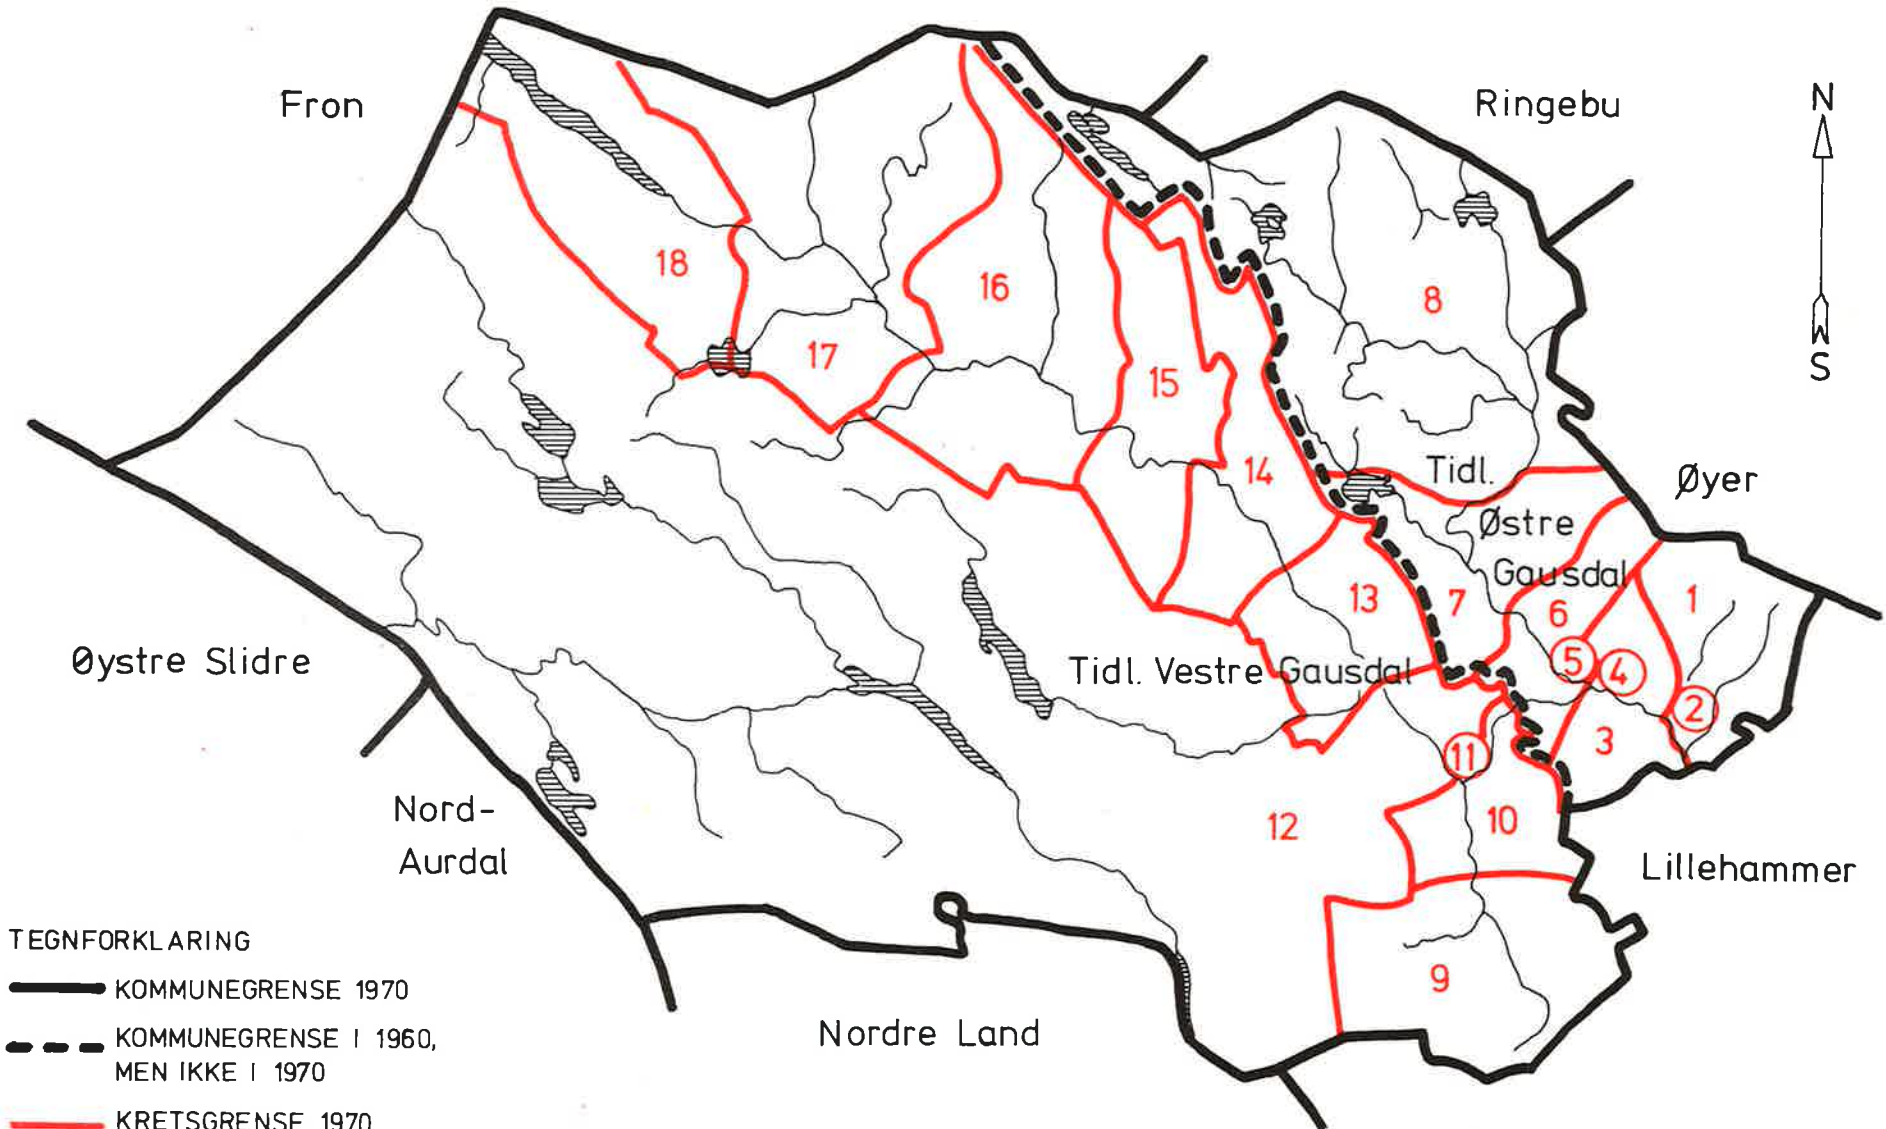 Fron
Ringebu
N
S
18
16
8
17
15
Tidl.
Øyer
14
Østre
Gausdal
13
7
6
1
Øystre Slidre
Tidl. Vestre Gausdal
5
4
2
3
11
Nord-
Aurdal
12
10
Lillehammer
9
Nordre Land
TEGNFORKLARING
KOMMUNEGRENSE 1970
KOMMUNEGRENSE I 1960,
MEN IKKE I 1970
KRETSGRENSE 1970